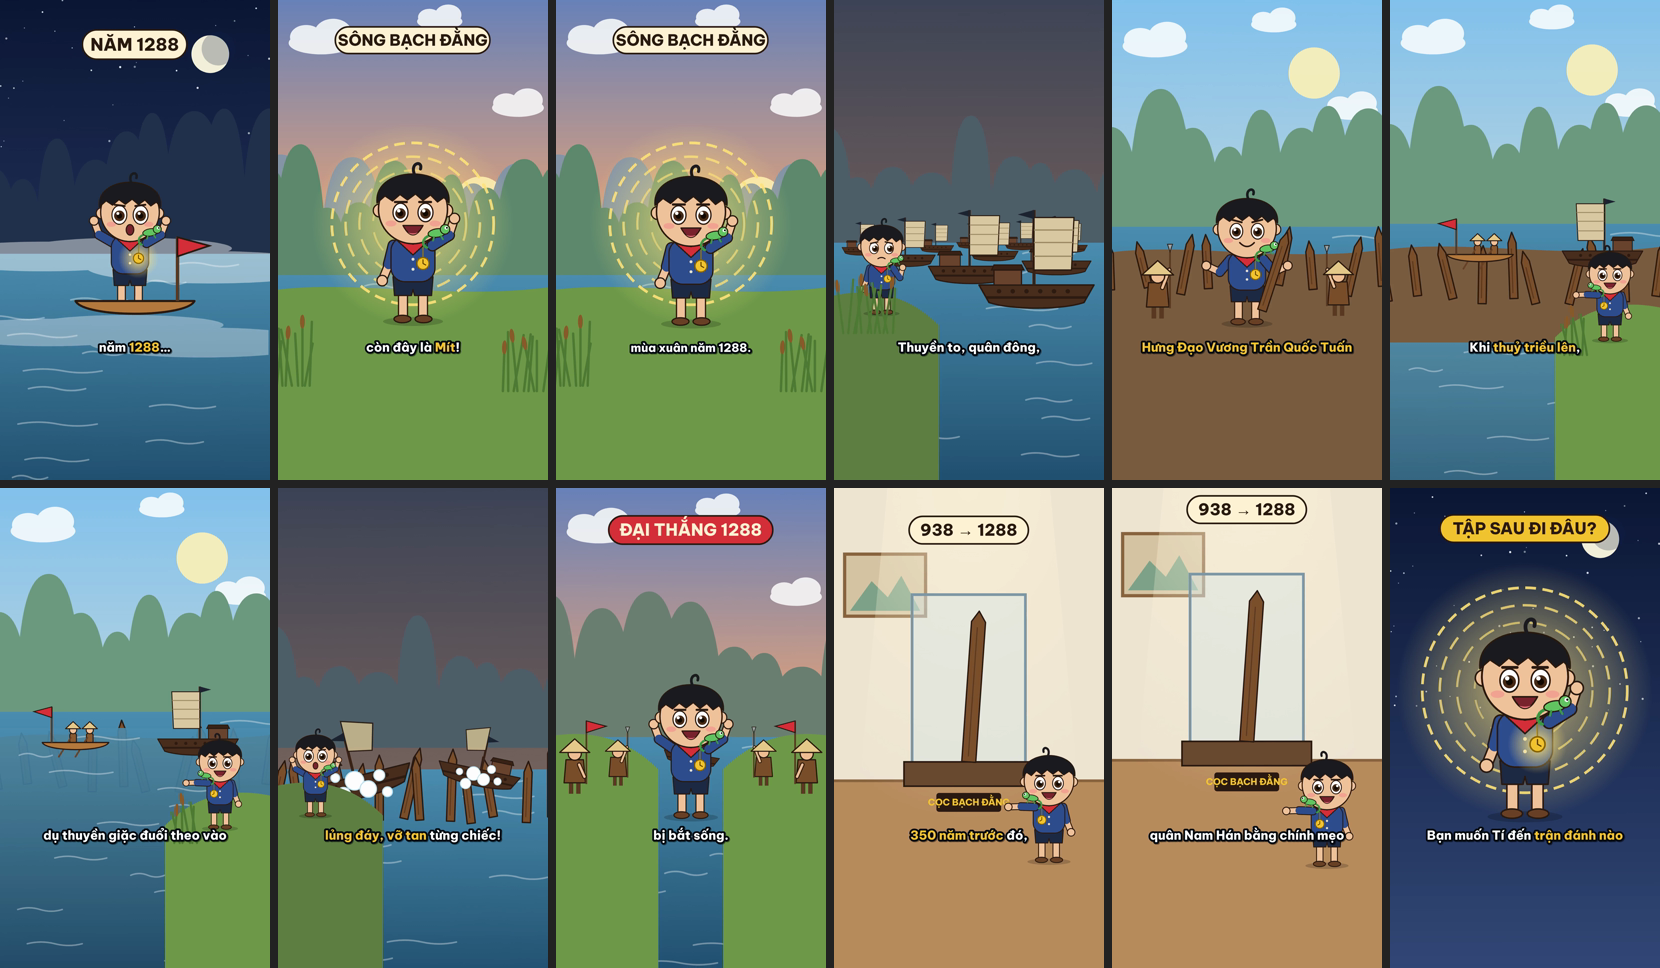 NĂM 1288
năm 1288...
SÔNG BẠCH ĐẰNG
còn đây là Mít!
SÔNG BẠCH ĐẰNG
mùa xuân năm 1288.
Thuyền to, quân đông,
Hưng Đạo Vương Trần Quốc Tuấn
Khi thuỷ triều lên,
dụ thuyền giặc đuổi theo vào
lủng đáy, vỡ tan từng chiếc!
ĐẠI THẮNG 1288
bị bắt sống.
938 → 1288
CỌC BẠCH ĐẰNG
350 năm trước đó,
938 → 1288
CỌC BẠCH ĐẰNG
quân Nam Hán bằng chính mẹo
TẬP SAU ĐI ĐÂU?
Bạn muốn Tí đến trận đánh nào